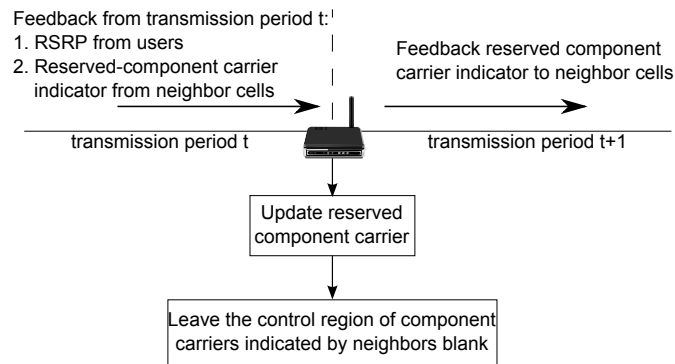 Feedback from transmission period t:
1. RSRP from users
2. Reserved-component carrier
indicator from neighbor cells
Feedback reserved component
carrier indicator to neighbor cells
transmission period t
transmission period t+1
Update reserved
component carrier
Leave the control region of component
carriers indicated by neighbors blank